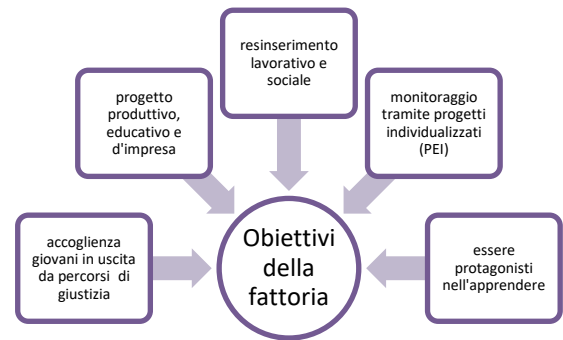 resinserimento
lavorativo e
sociale
progetto
produttivo,
educativo e
d'impresa
monitoraggio
tramite progetti
individualizzati
(PEI)
accoglienza
giovani in uscita
da percorsi di
giustizia
Obiettivi
della
fattoria
essere
protagonisti
nell'apprendere